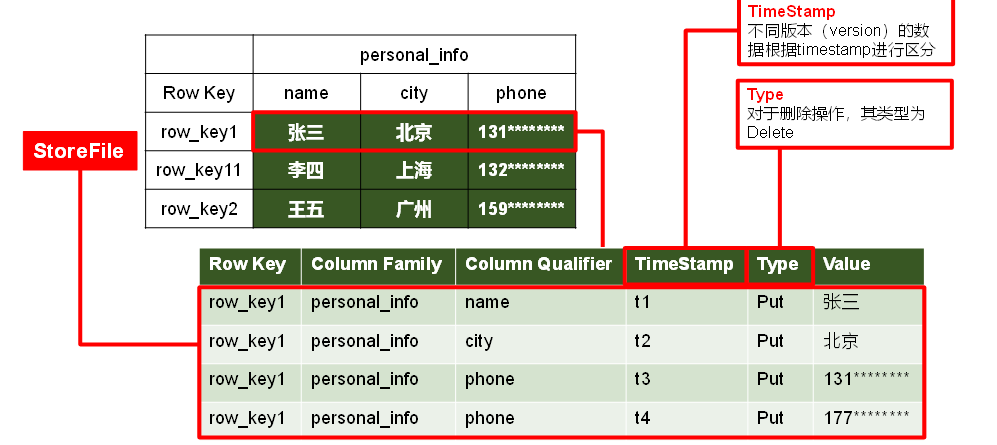 TimeStamp
不同版本（version）的数
据根据timestamp进行区分
Type
对于删除操作，其类型为
Delete
personal_info
Row Key name city phone
row_key1 张三 北京 131********
row_key11 李四 上海 132********
row_key2 王五 广州 159********
StoreFile
Row Key Column Family Column Qualifier TimeStamp Type Value
row_key1 personal_info name t1 Put 张三
row_key1 personal_info city t2 Put 北京
row_key1 personal_info phone t3 Put 131********
row_key1 personal_info phone t4 Put 177********